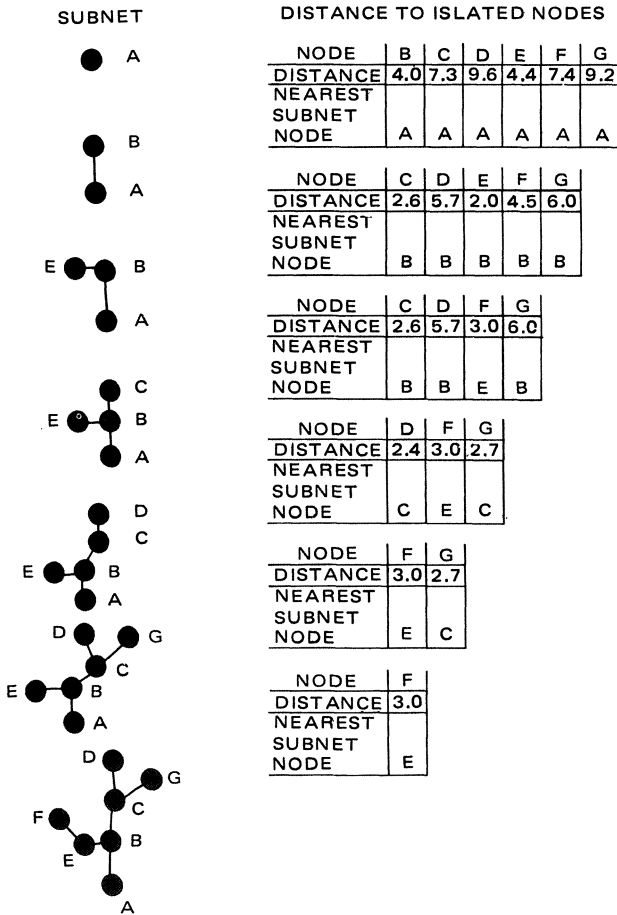 SUBNET DISTANCE TO ISLATED NODES
A
NODE B C D E F G
DISTANCE 4.0 7.3 9.6 4.4 7.4 9.2
NEAREST
SUBNET
NODE A A A A A A
B
A
NODE C D E F G
DISTANCE 2.6 5.7 2.0 4.5 6.0
NEAREST
SUBNET
NODE B B B B B
E B
A
NODE C D F G
DISTANCE 2.6 5.7 3.0 6.0
NEAREST
SUBNET
NODE B B E B
C
E B
A
NODE D F G
DISTANCE 2.4 3.0 2.7
NEAREST
SUBNET
NODE C E C
D
C
E B
A
NODE F G
DISTANCE 3.0 2.7
NEAREST
SUBNET
NODE E C
D G
C
E B
A
NODE F
DISTANCE 3.0
NEAREST
SUBNET
NODE E
D
G
C
F
B
E
A